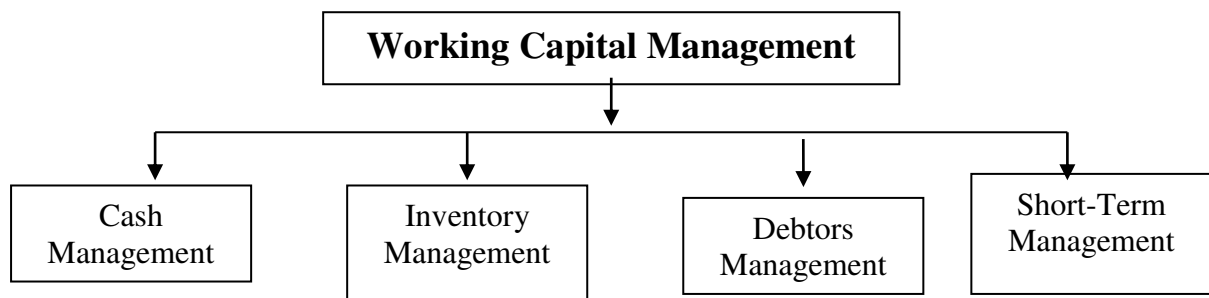 Working Capital Management
Cash
Management
Inventory
Management
Debtors
Management
Short-Term
Management